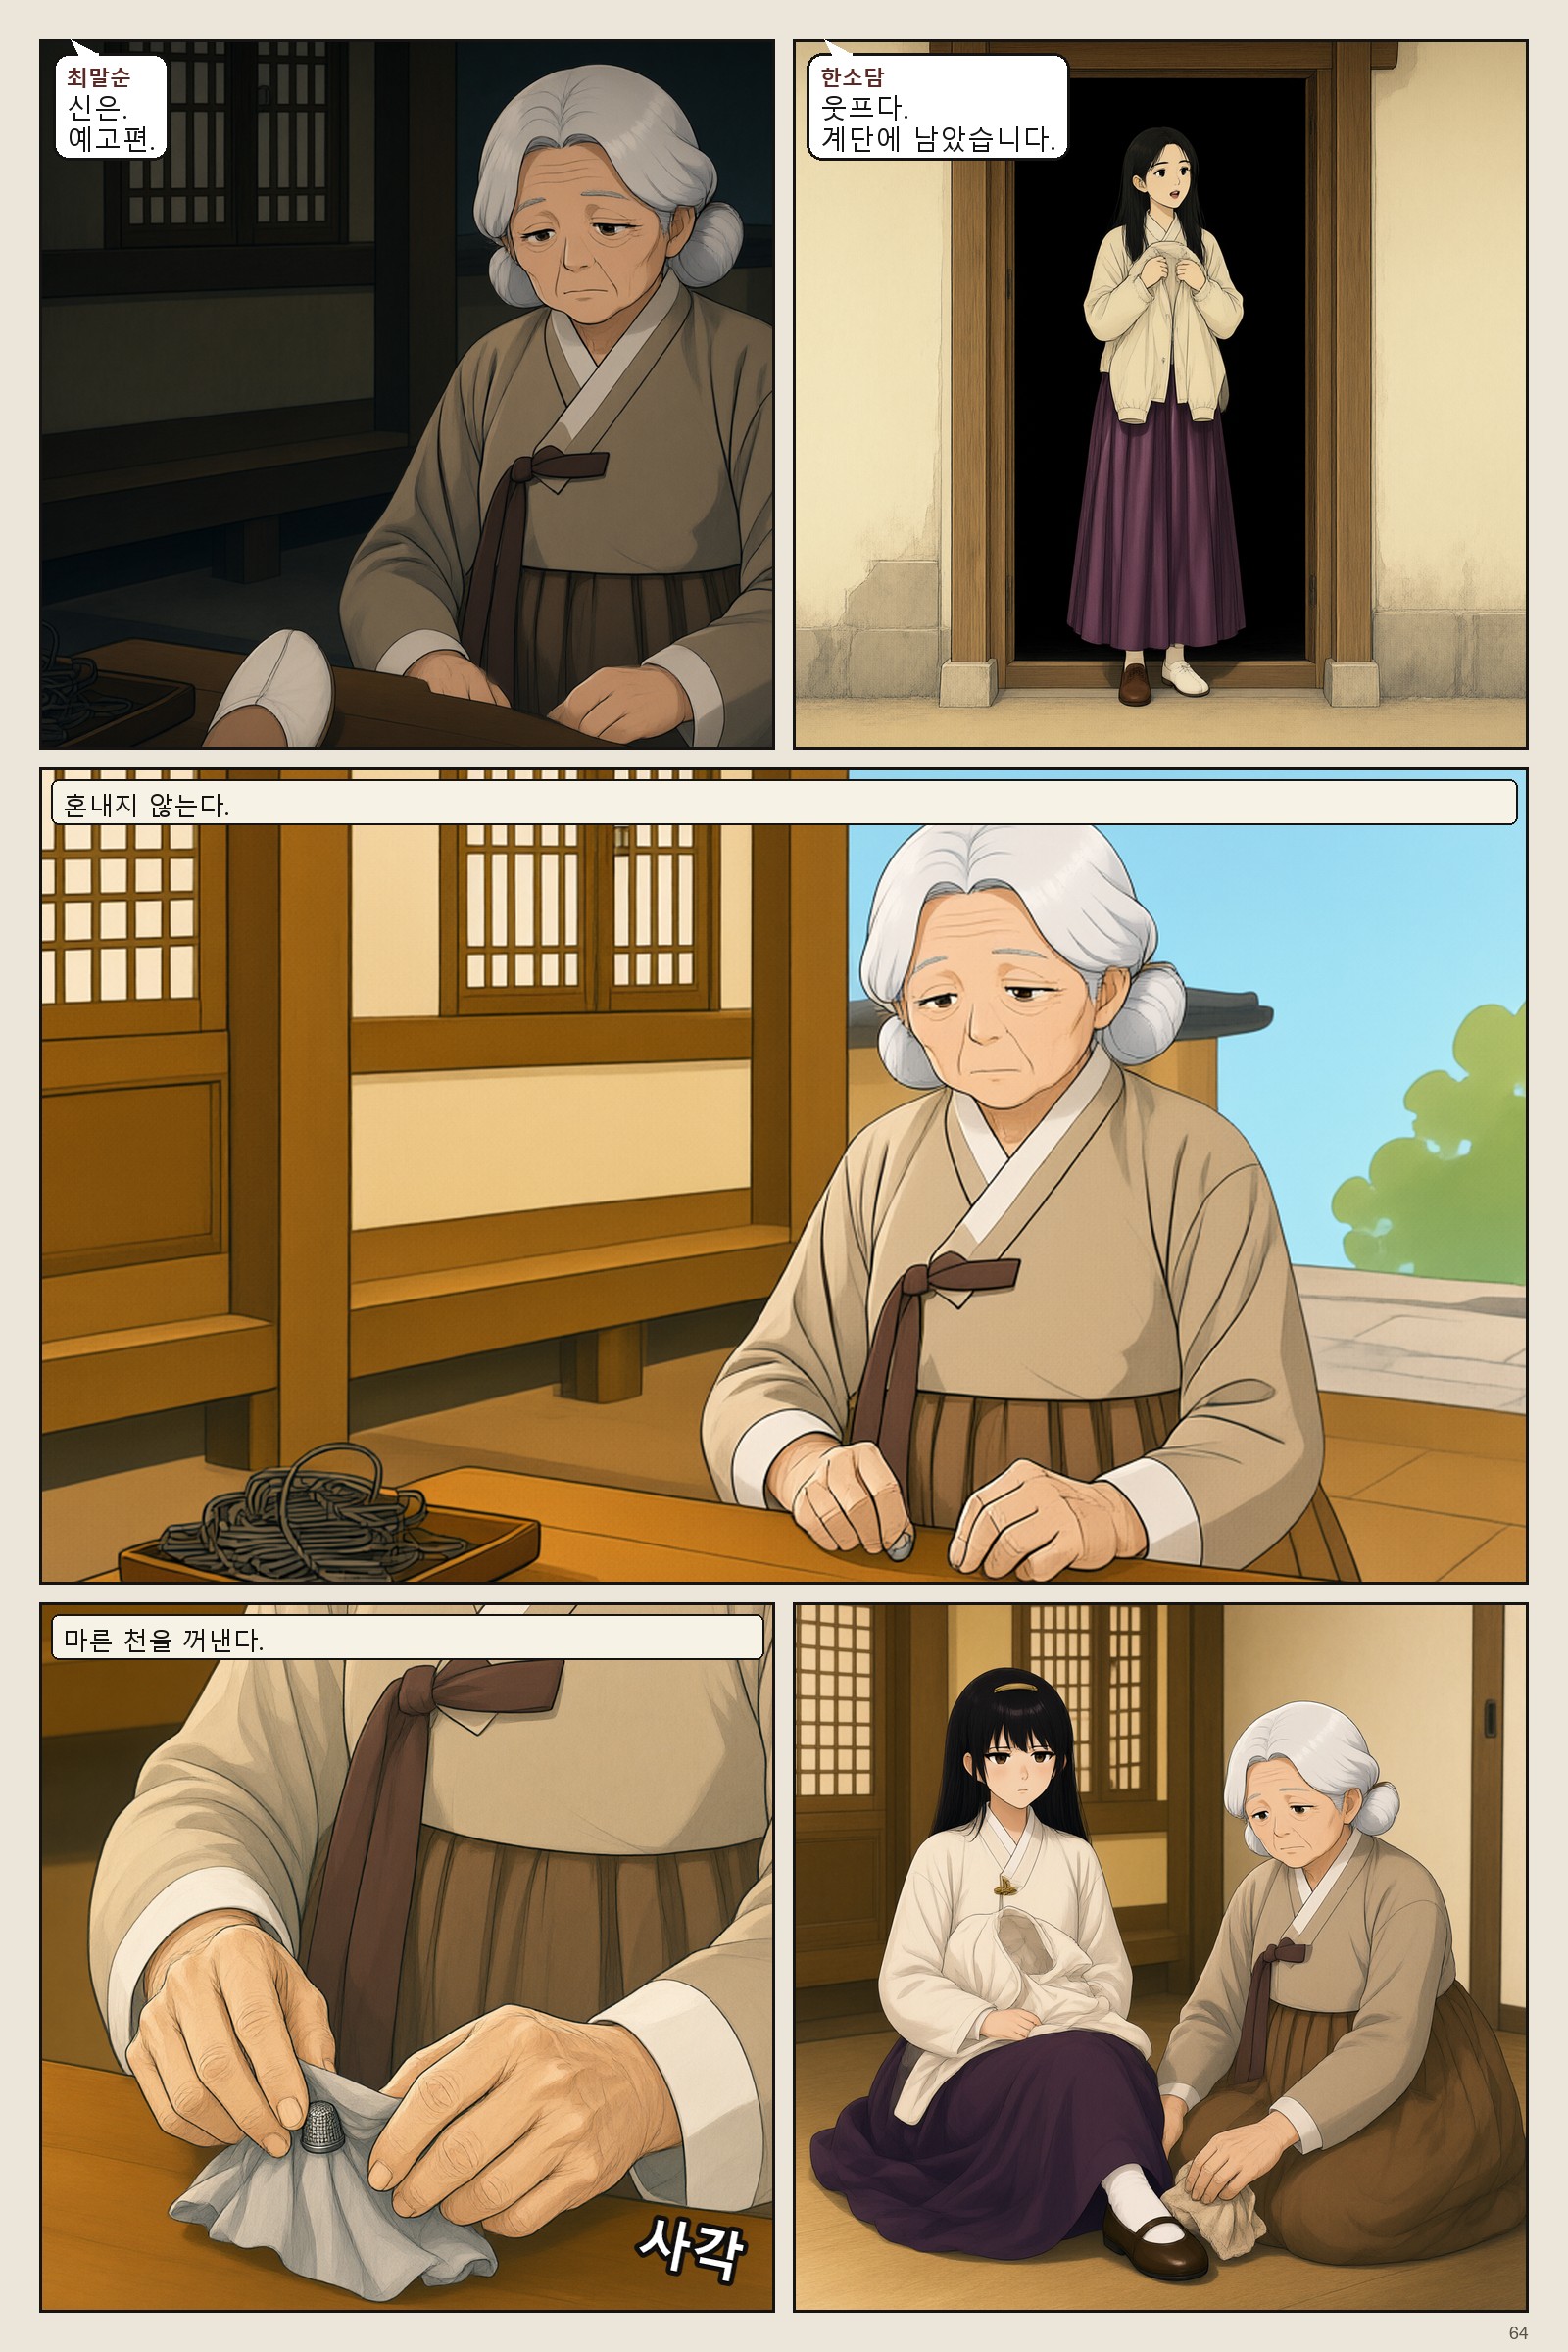 최말순
신은.
예고편.
한소담
웃프다.
계단에 남았습니다.
혼내지 않는다.
마른 천을 꺼낸다.
사각
64